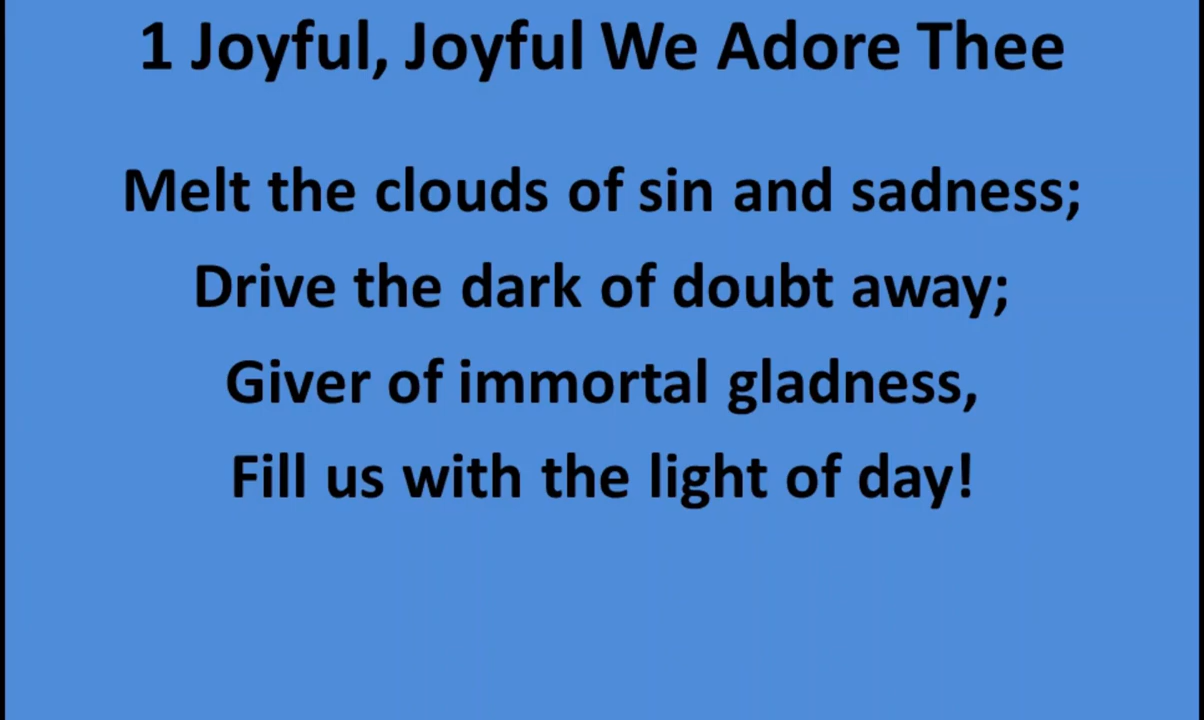 1 Joyful, Joyful We Adore Thee
Melt the clouds of sin and sadness;
Drive the dark of doubt away;
Giver of immortal gladness,
Fill us with the light of day!